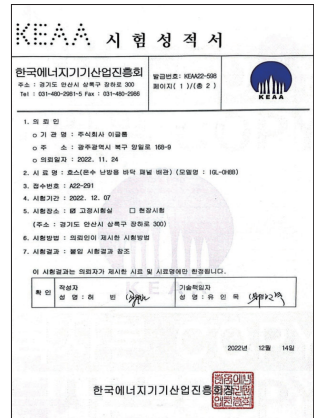 KEAA 시험성적서
한국에너지기기산업진흥회
주소 : 경기도 안산시 상록구 장하로 300
Tel : 031-480-2981~5 Fax : 031-480-2986
발급번호: KEAA22-598
페이지( 1 )/(총 2 )
KEAA
1. 의 뢰 인
o 기 관 명 : 주식회사 이글룸
o 주 소 : 광주광역시 북구 양일로 168-9
o 의뢰일자 : 2022. 11. 24
2. 시 료 명 : 호스(온수 난방용 바닥 패널 배관) (모델명 : IGL-OH08)
3. 접수번호 : A22-291
4. 시험기간 : 2022. 12. 07
5. 시험장소 : ☑ 고정시험실 □ 현장시험
(주소 : 경기도 안산시 상록구 장하로 300)
6. 시험방법 : 의뢰인이 제시한 시험방법
7. 시험결과 : 붙임 시험결과 참조
이 시험결과는 의뢰자가 제시한 시료 및 시료명에만 한정됩니다.
확 인
작성자
성 명 : 허 빈
기술책임자
성 명 : 유 인 목
2022년 12월 14일
한국에너지기기산업진흥회장